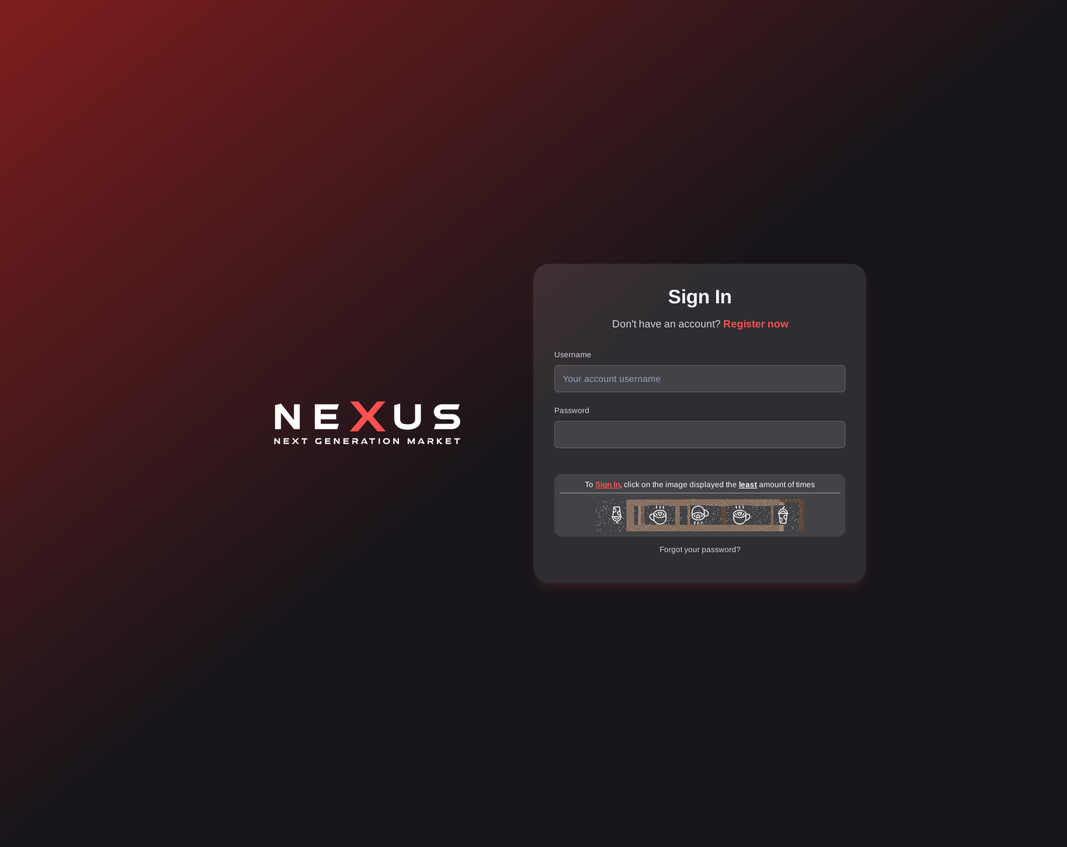 Sign In
Don't have an account? Register now
Username
Your account username
NEXUS
NEXT GENERATION MARKET
Password
To Sign In, click on the image displayed the least amount of times
Forgot your password?